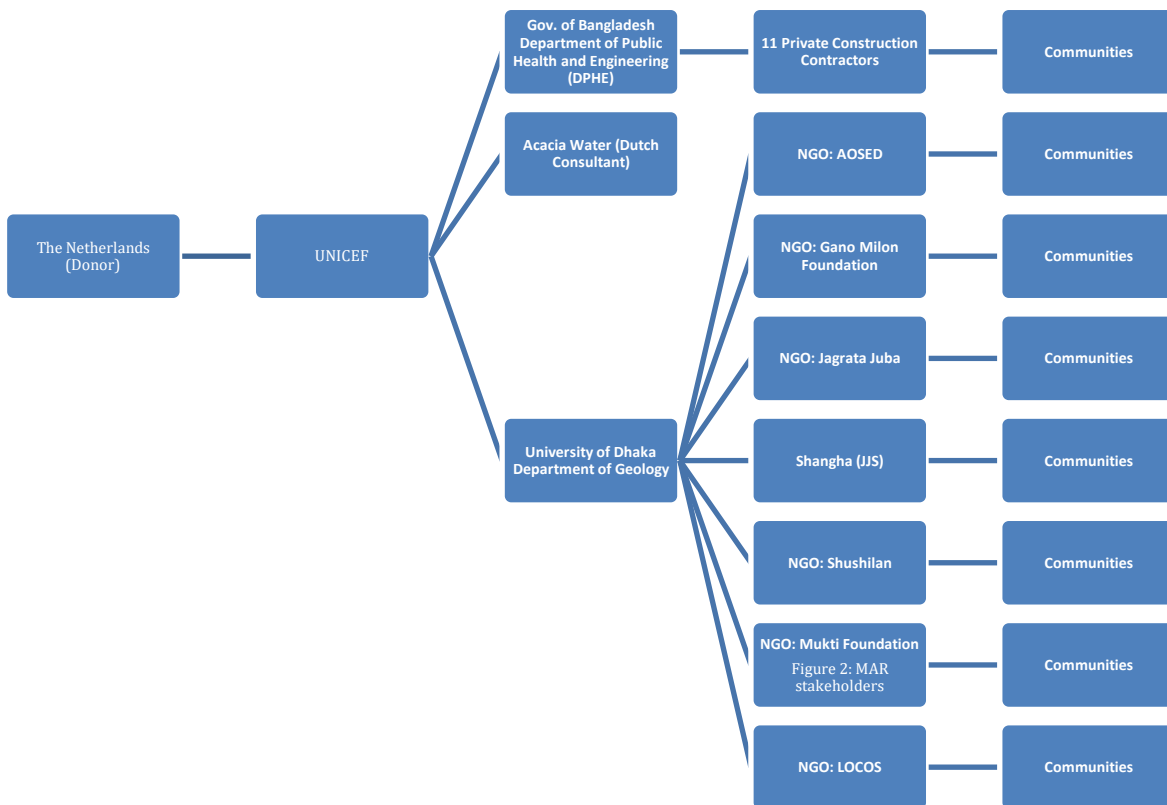 The Netherlands
(Donor)
UNICEF
Gov. of Bangladesh
Department of Public
Health and Engineering
(DPHE)
Acacia Water (Dutch
Consultant)
University of Dhaka
Department of Geology
11 Private Construction
Contractors
NGO: AOSED
NGO: Gano Milon
Foundation
NGO: Jagrata Juba
Shangha (JJS)
NGO: Shushilan
NGO: Mukti Foundation
Figure 2: MAR
stakeholders
NGO: LOCOS
Communities
Communities
Communities
Communities
Communities
Communities
Communities
Communities